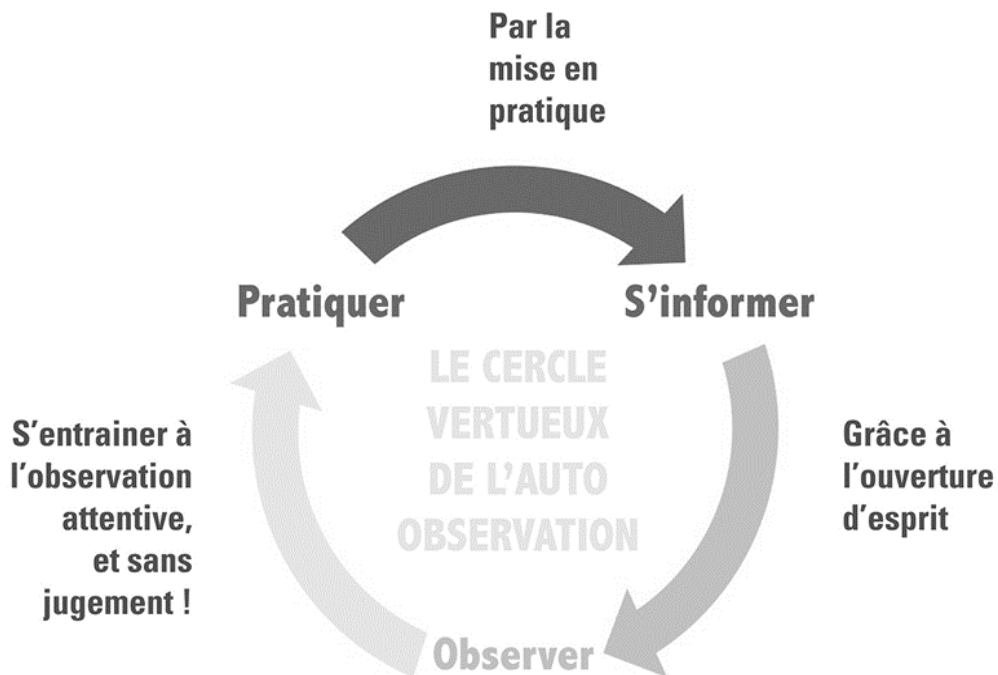 Par la
mise en
pratique
Pratiquer
S’informer
LE CERCLE
VERTUEUX
DE L’AUTO
OBSERVATION
S’entrainer à
l’observation
attentive,
et sans
jugement !
Grâce à
l’ouverture
d’esprit
Observer